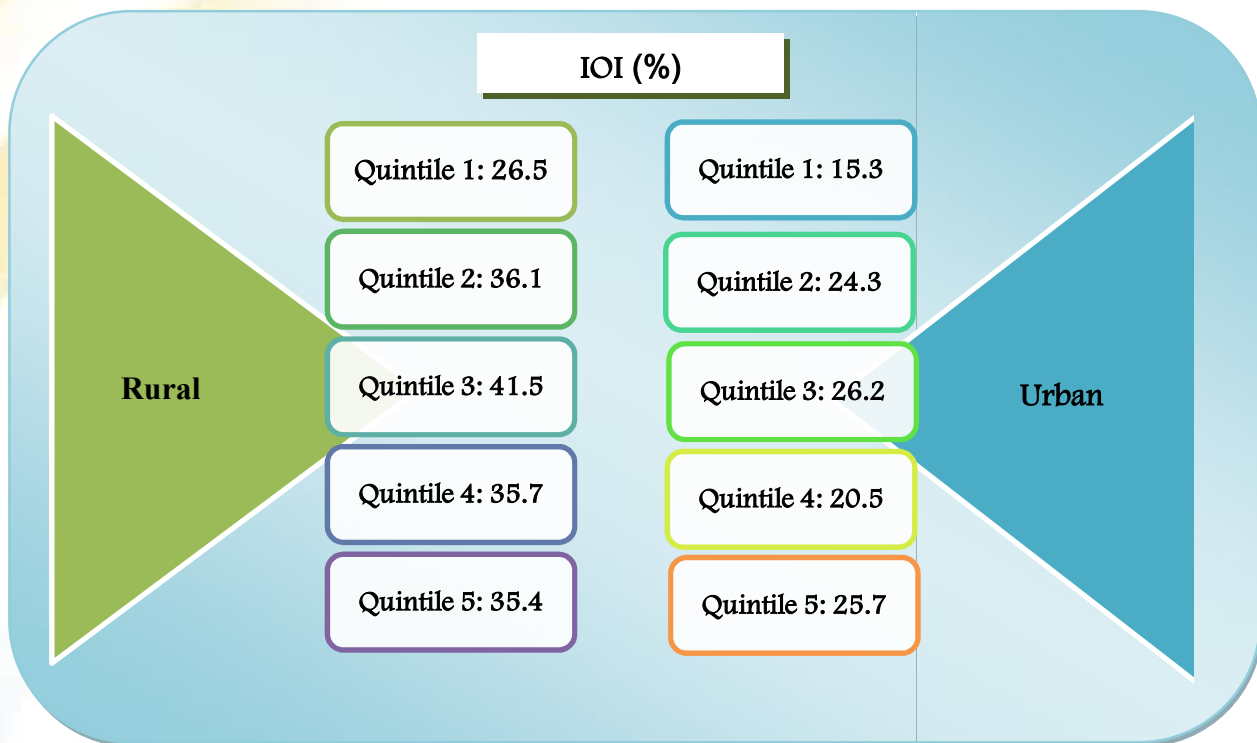 IOI (%)
Rural
Quintile 1: 26.5
Quintile 2: 36.1
Quintile 3: 41.5
Quintile 4: 35.7
Quintile 5: 35.4
Quintile 1: 15.3
Quintile 2: 24.3
Quintile 3: 26.2
Quintile 4: 20.5
Quintile 5: 25.7
Urban